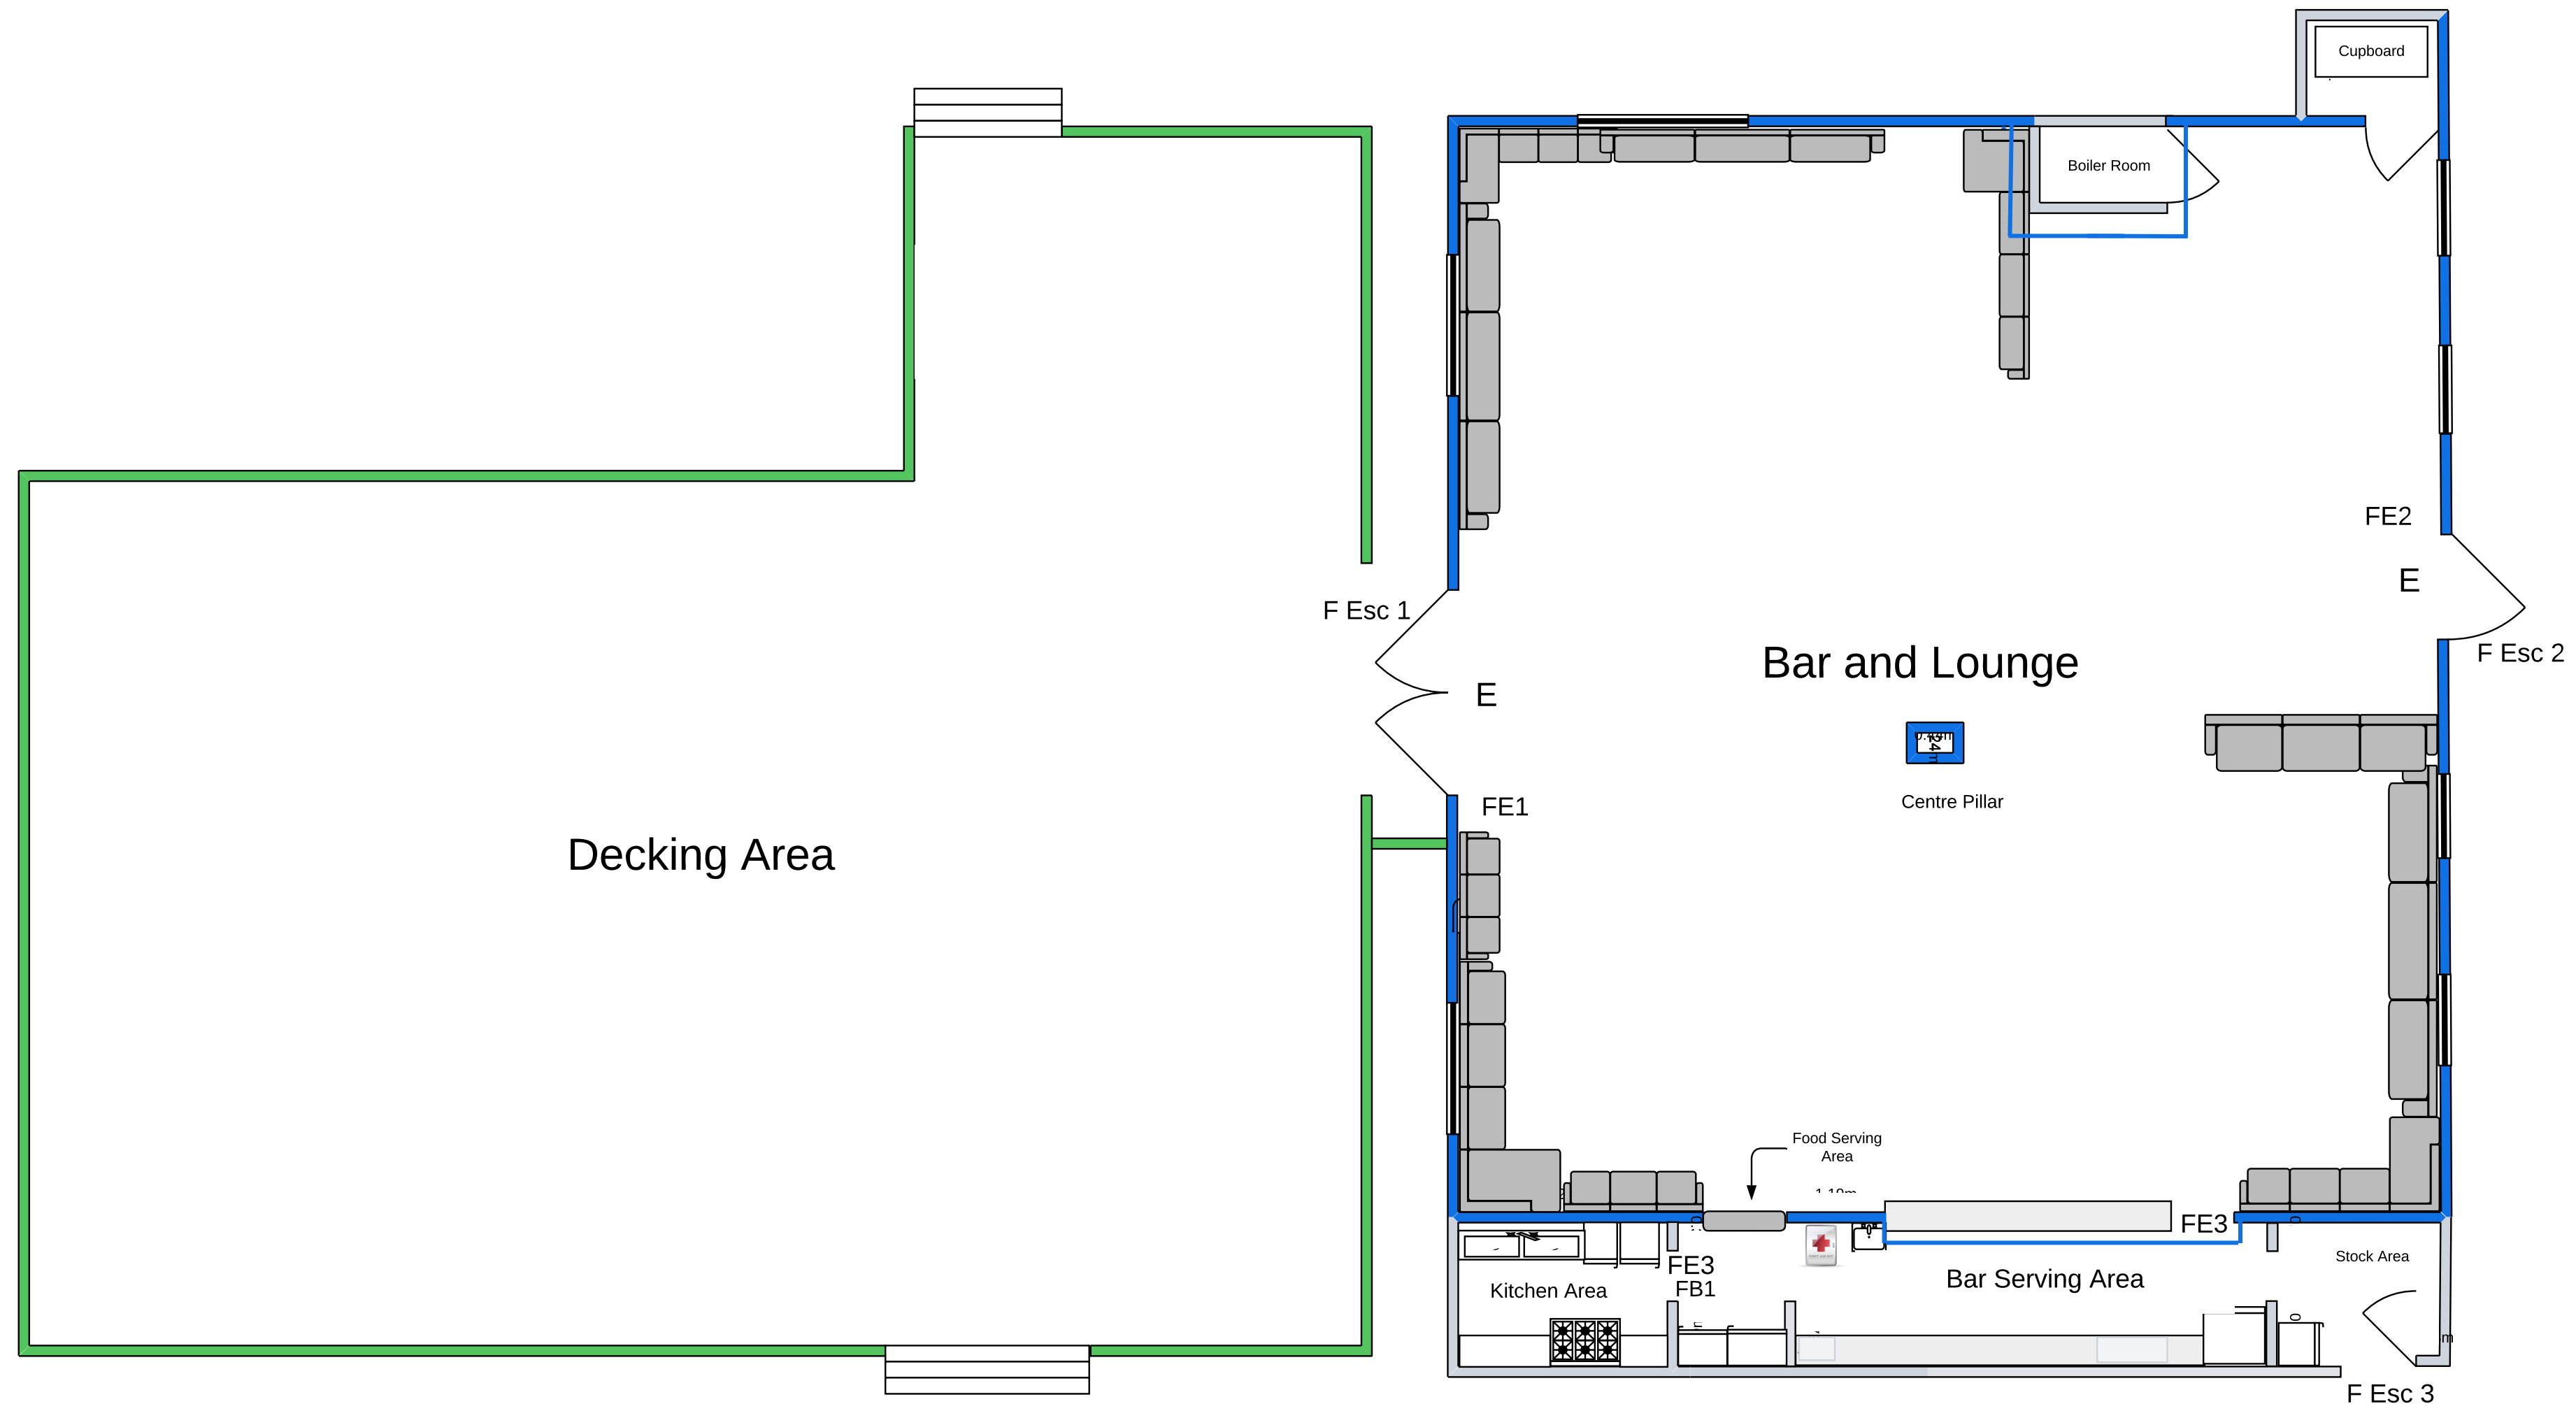 Cupboard
Boiler Room
FE2
E
F Esc 1
F Esc 2
Bar and Lounge
E
Centre Pillar
FE1
Decking Area
Food Serving
Area
FE3
Stock Area
FE3
Bar Serving Area
Kitchen Area
FB1
F Esc 3